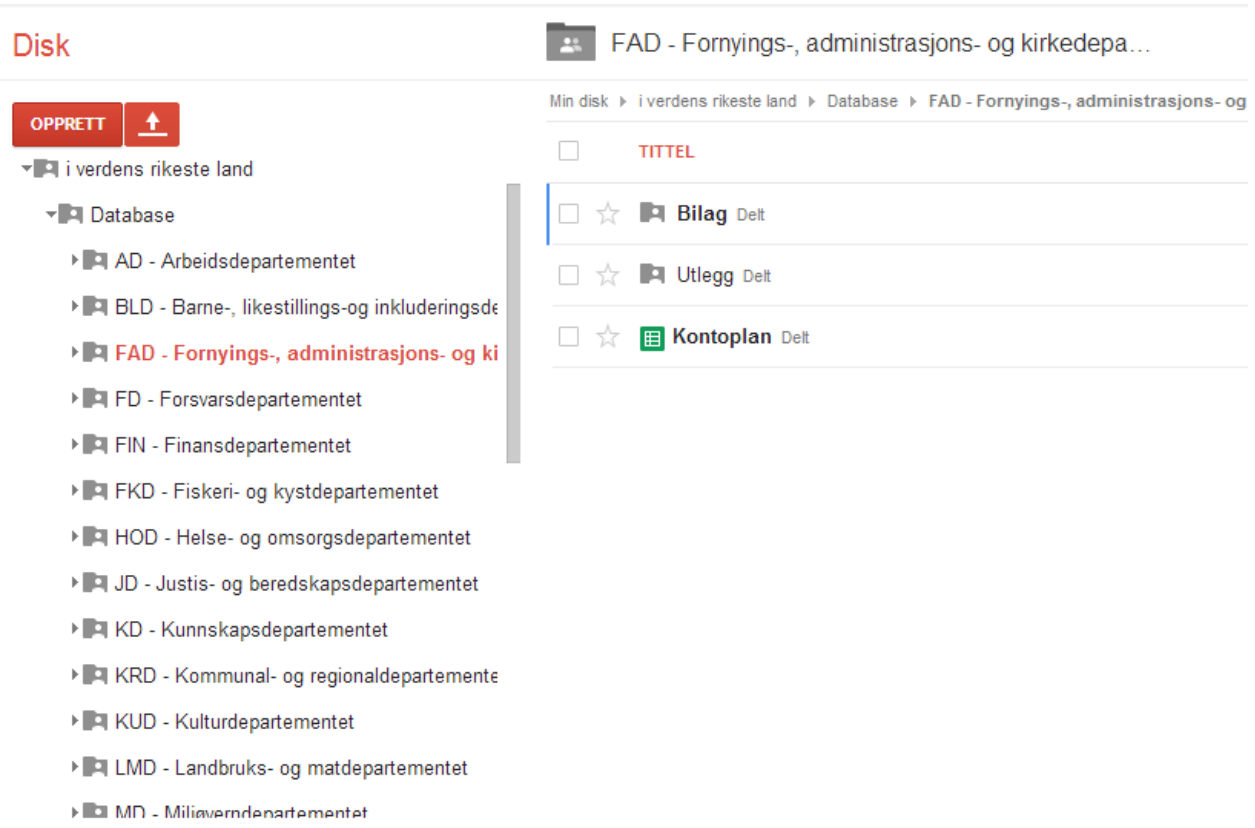 Disk
OPPRETT
i verdens rikeste land
Database
AD - Arbeidsdepartementet
BLD - Barne-, likestillings-og inkluderingsde
FAD - Fornyings-, administrasjons- og ki
FD - Forsvarsdepartementet
FIN - Finansdepartementet
FKD - Fiskeri- og kystdepartementet
HOD - Helse- og omsorgsdepartementet
JD - Justis- og beredskapsdepartementet
KD - Kunnskapsdepartementet
KRD - Kommunal- og regionaldepartemente
KUD - Kulturdepartementet
LMD - Landbruks- og matdepartementet
MD - Miljøverndepartementet
FAD - Fornyings-, administrasjons- og kirkedepa...
Min disk i verdens rikeste land Database FAD - Fornyings-, administrasjons- og
TITTEL
Bilag Delt
Utlegg Delt
Kontoplan Delt